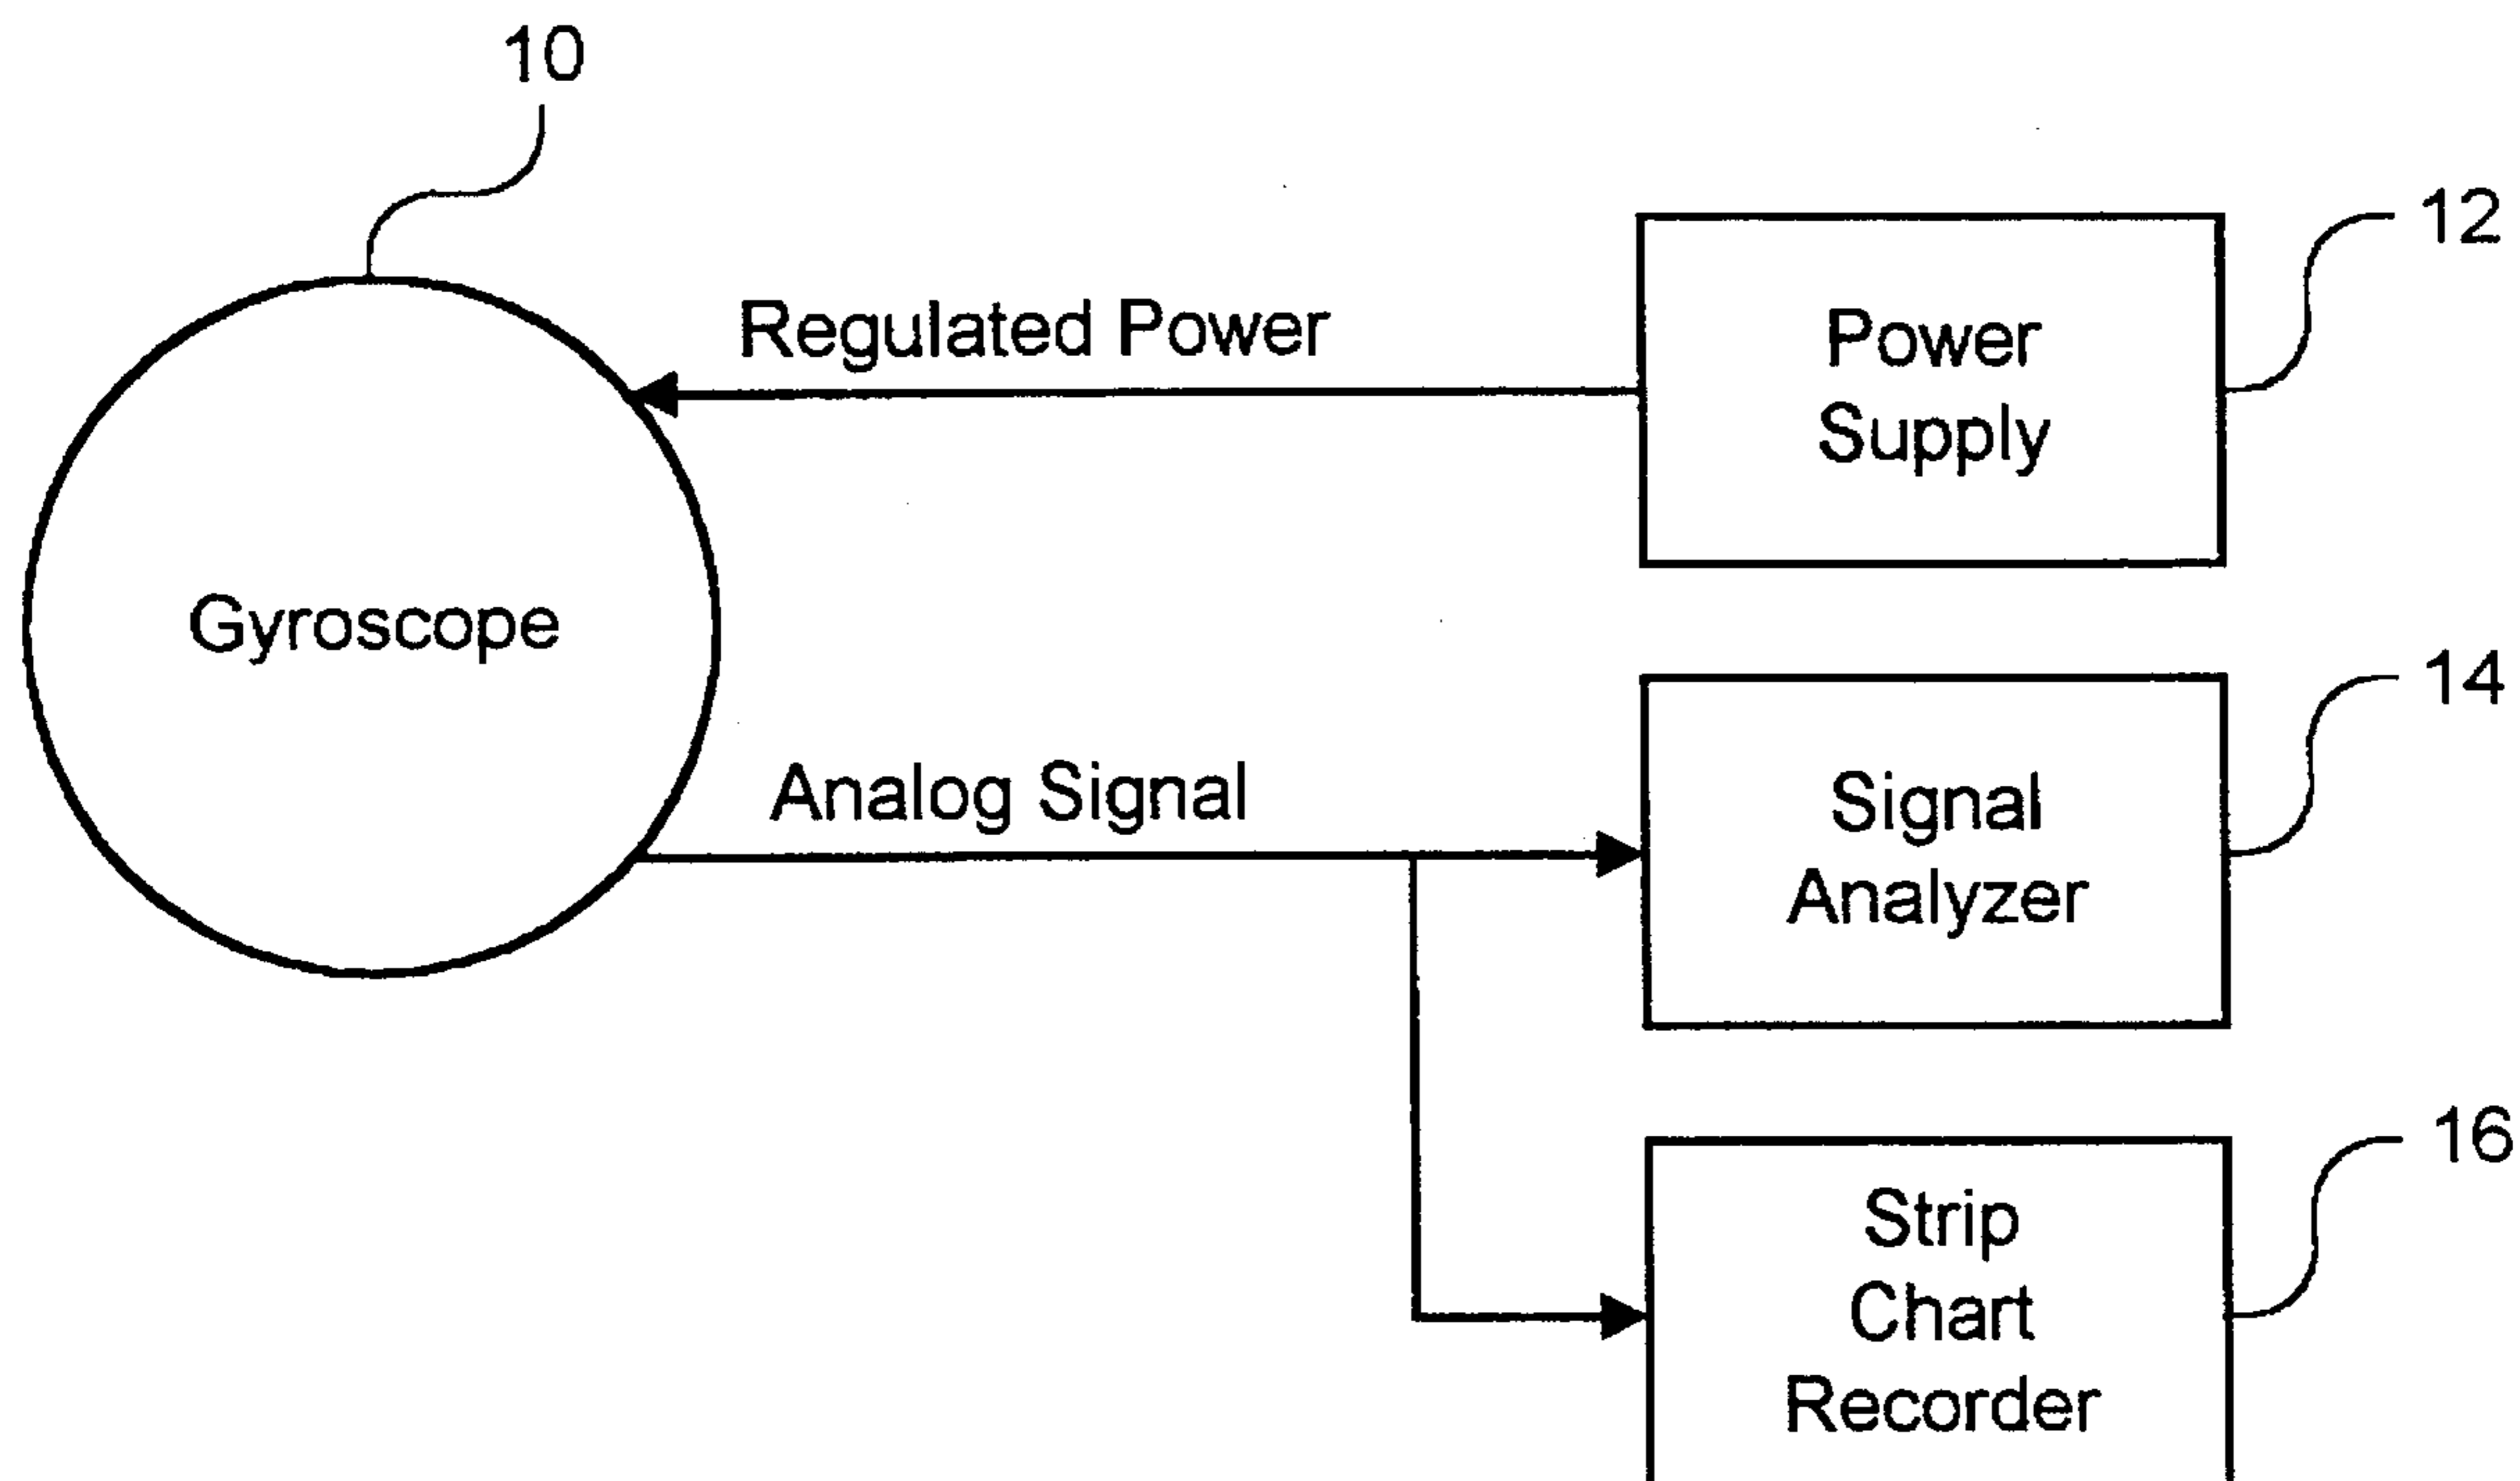 10
12
Regulated Power
Power
Supply
Gyroscope
14
Analog Signal
Signal
Analyzer
16
Strip
Chart
Recorder